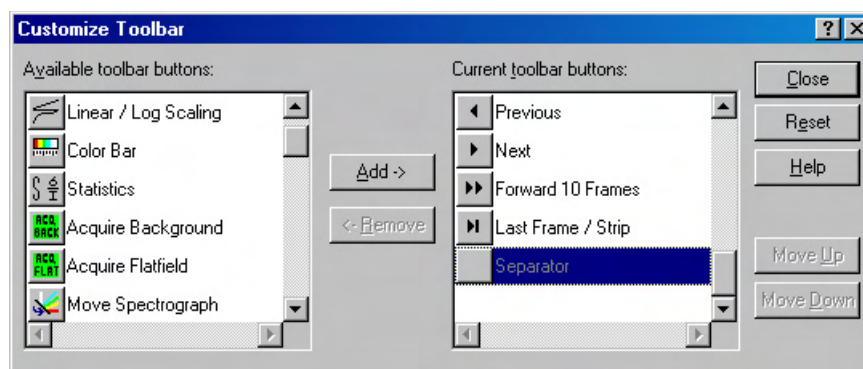 Customize Toolbar
Available toolbar buttons:
Linear / Log Scaling
Color Bar
Statistics
ACQ BACK Acquire Background
ACQ FLAT Acquire Flatfield
Move Spectrograph
Add ->
<- Remove
Current toolbar buttons:
Previous
Next
Forward 10 Frames
Last Frame / Strip
Separator
Close
Reset
Help
Move Up
Move Down